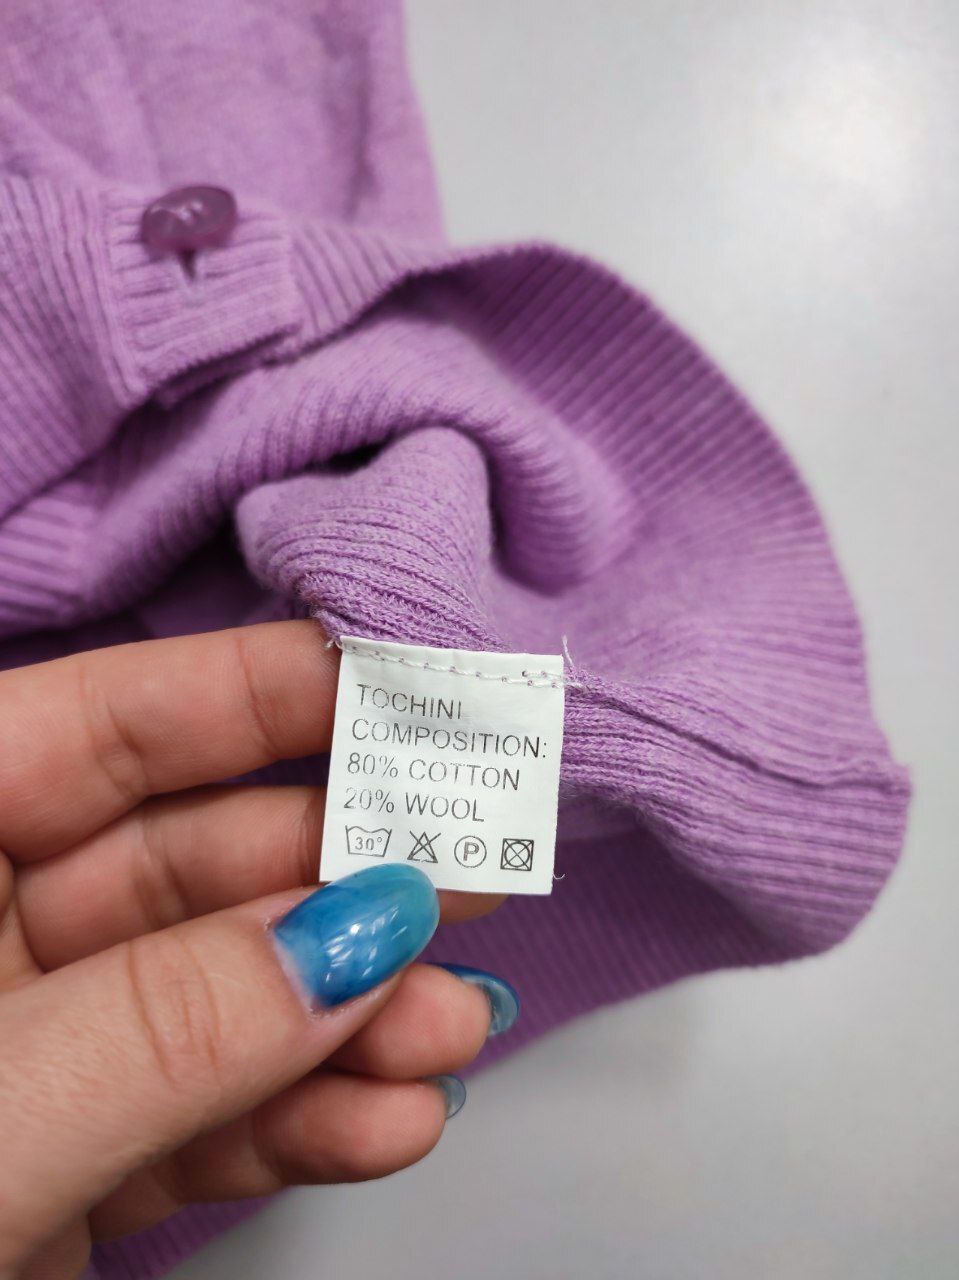 TOCHINI
COMPOSITION:
80% COTTON
20% WOOL
30° P